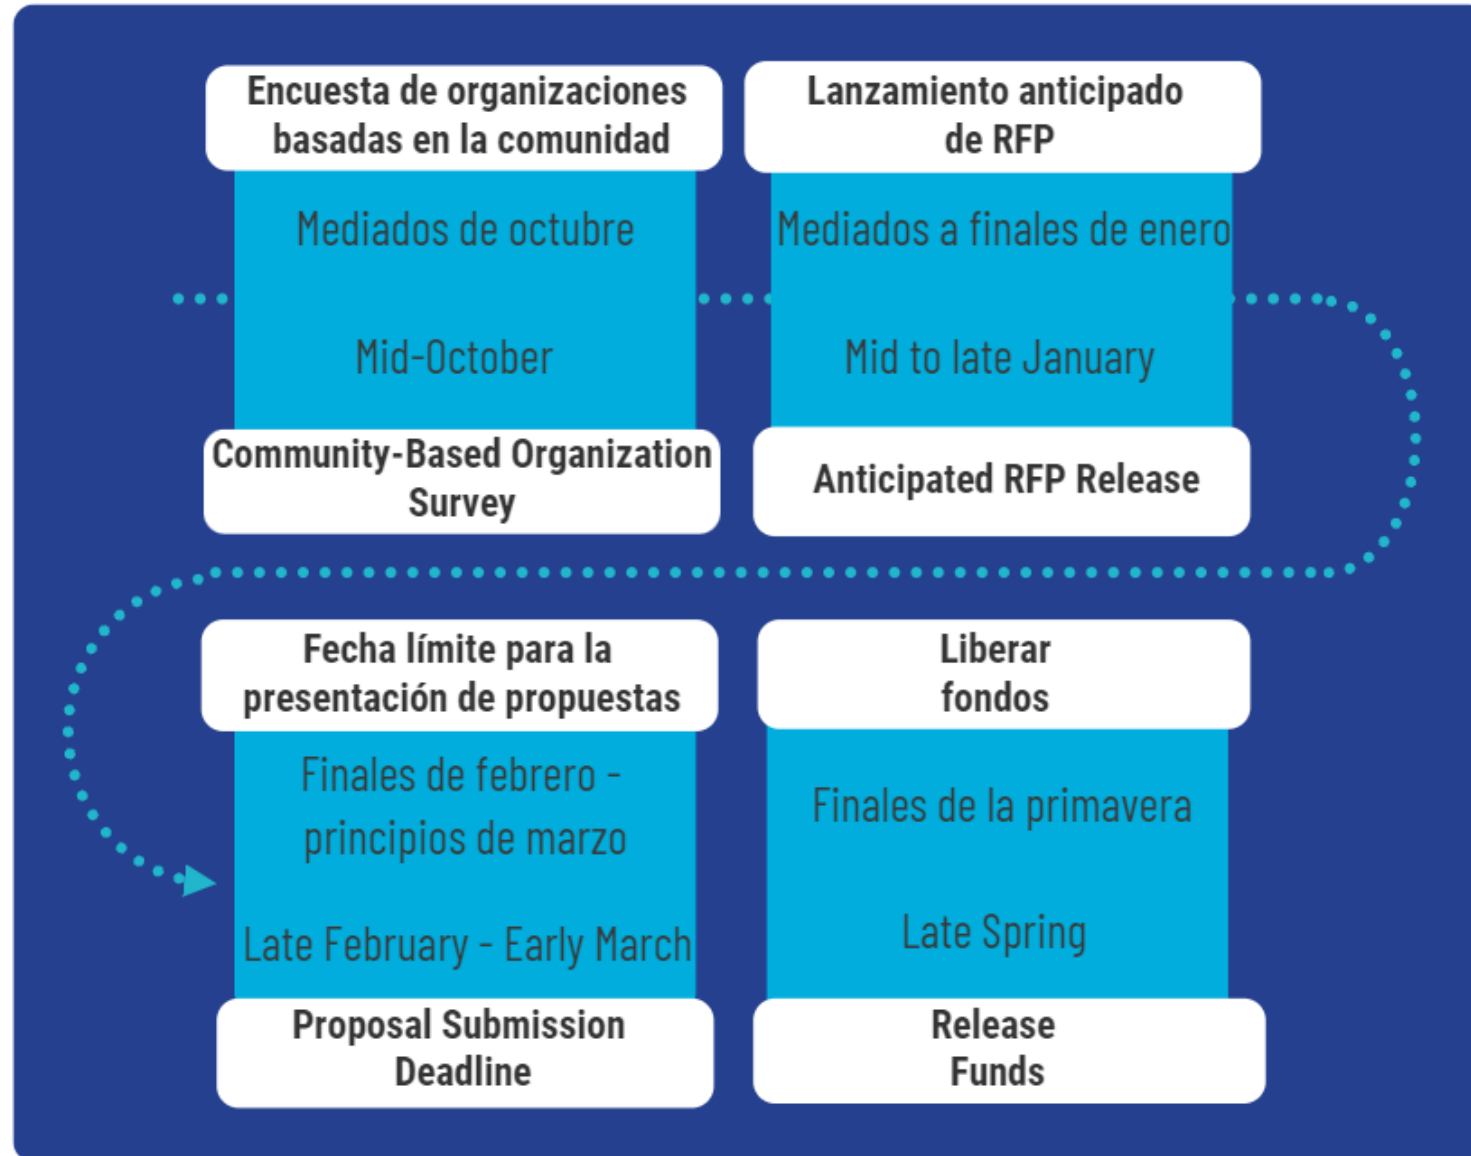 Encuesta de organizaciones
basadas en la comunidad
Mediados de octubre
Mid-October
Community-Based Organization
Survey
Lanzamiento anticipado
de RFP
Mediados a finales de enero
Mid to late January
Anticipated RFP Release
Fecha límite para la
presentación de propuestas
Finales de febrero -
principios de marzo
Late February - Early March
Proposal Submission
Deadline
Liberar
fondos
Finales de la primavera
Late Spring
Release
Funds